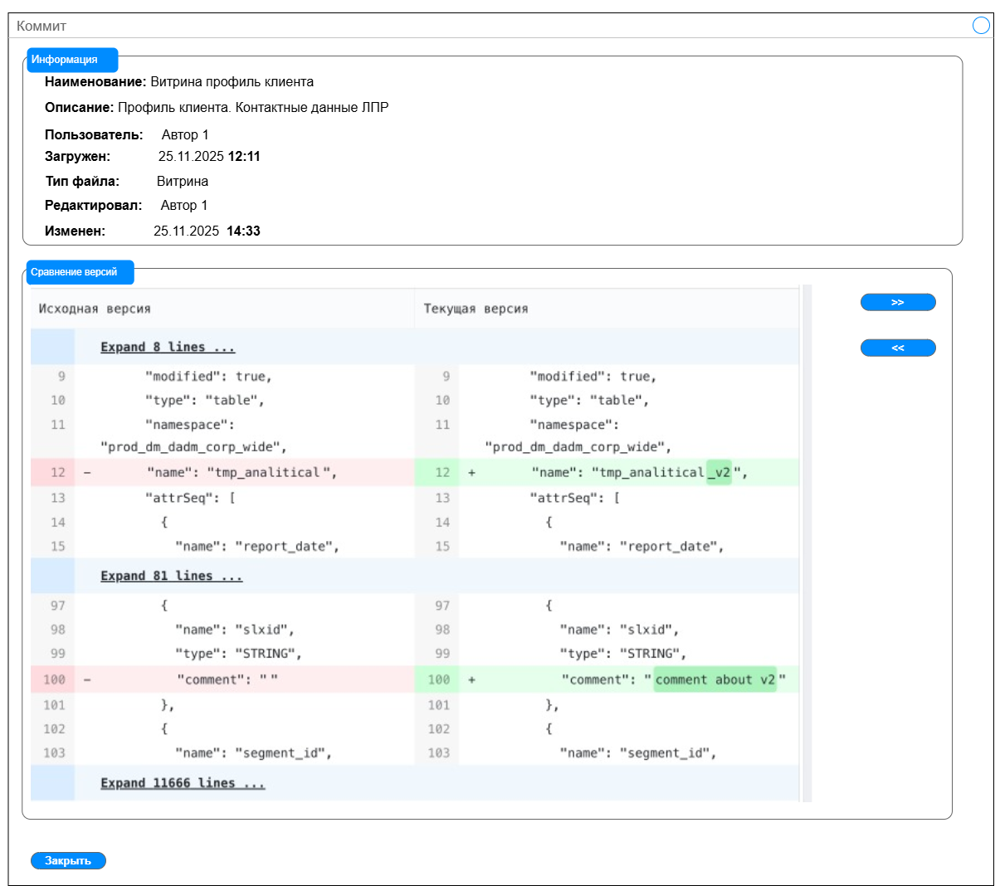 Коммит
Информация
Наименование: Витрина профиль клиента
Описание: Профиль клиента. Контактные данные ЛПР
Пользователь: Автор 1
Загружен: 25.11.2025 12:11
Тип файла: Витрина
Редактировал: Автор 1
Изменен: 25.11.2025 14:33
Сравнение версий
Исходная версия Текущая версия
>>
<<
Expand 8 lines ...
9 "modified": true, 9 "modified": true,
10 "type": "table", 10 "type": "table",
11 "namespace": 11 "namespace":
"prod_dm_dadm_corp_wide", "prod_dm_dadm_corp_wide",
12 − "name": "tmp_analitical", 12 + "name": "tmp_analitical_v2",
13 "attrSeq": [ 13 "attrSeq": [
14 { 14 {
15 "name": "report_date", 15 "name": "report_date",
Expand 81 lines ...
97 { 97 {
98 "name": "slxid", 98 "name": "slxid",
99 "type": "STRING", 99 "type": "STRING",
100 − "comment": " " 100 + "comment": "comment about v2"
101 }, 101 },
102 { 102 {
103 "name": "segment_id", 103 "name": "segment_id",
Expand 11666 lines ...
Закрыть